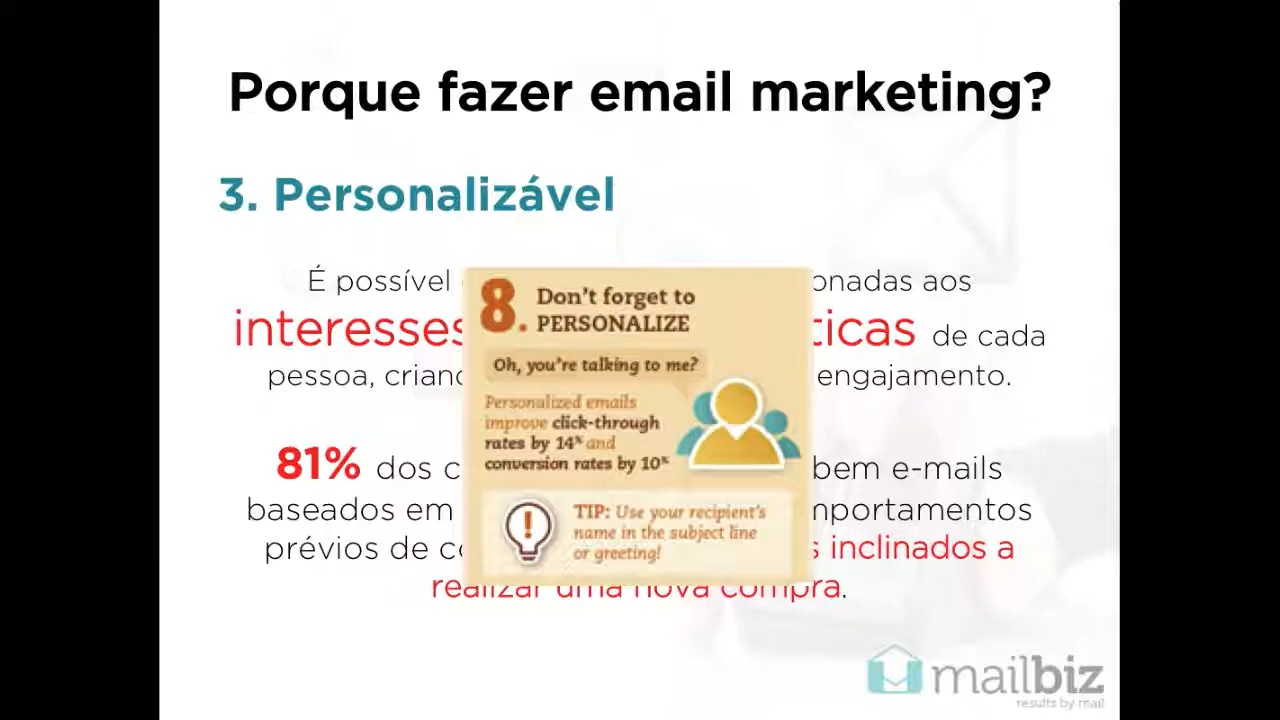 Porque fazer email marketing?
3. Personalizável
É possível onadas aos
interesses ticas de cada
pessoa, crian engajamento.
81% dos c bem e-mails
baseados em mportamentos
prévios de c s inclinados a
realizar uma nova compra.
8. Don't forget to
PERSONALIZE
Oh, you're talking to me?
Personalized emails
improve click-through
rates by 14% and
conversion rates by 10%
TIP: Use your recipient's
name in the subject line
or greeting!
mailbiz
results by mail